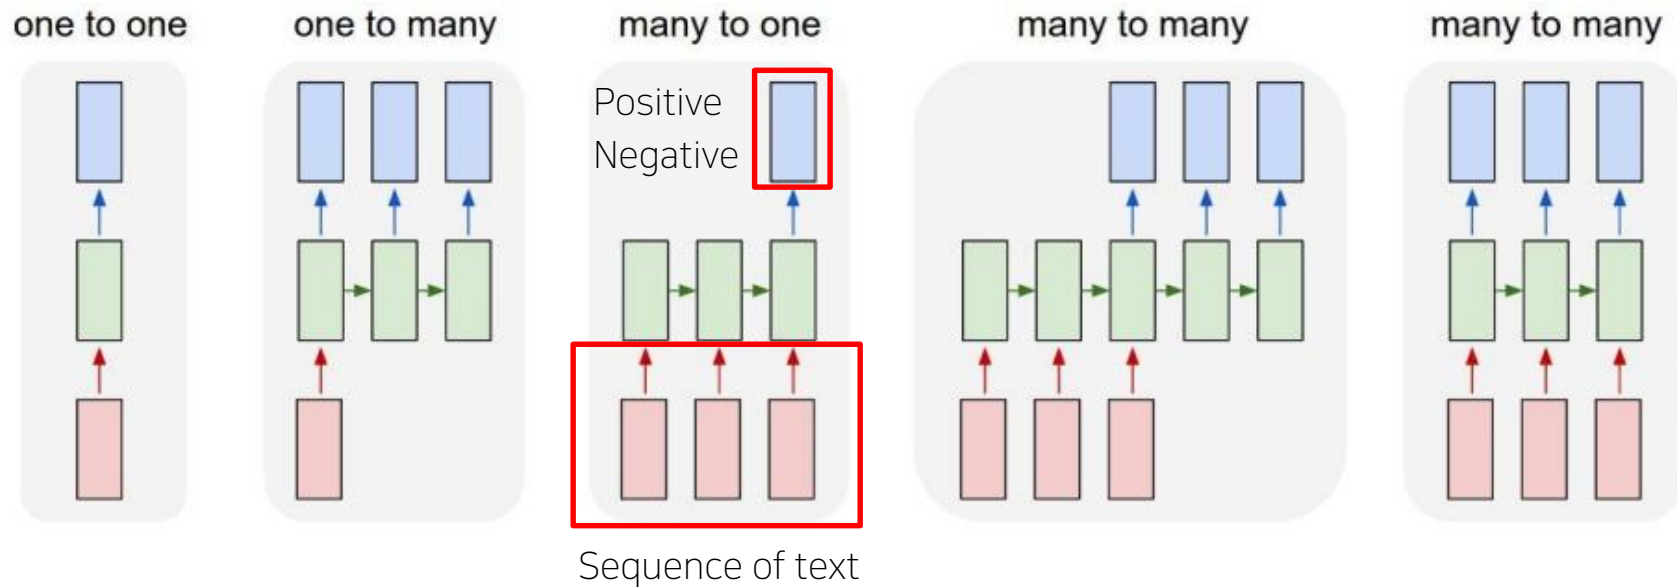 one to one
one to many
many to one
many to many
many to many
Positive
Negative
Sequence of text